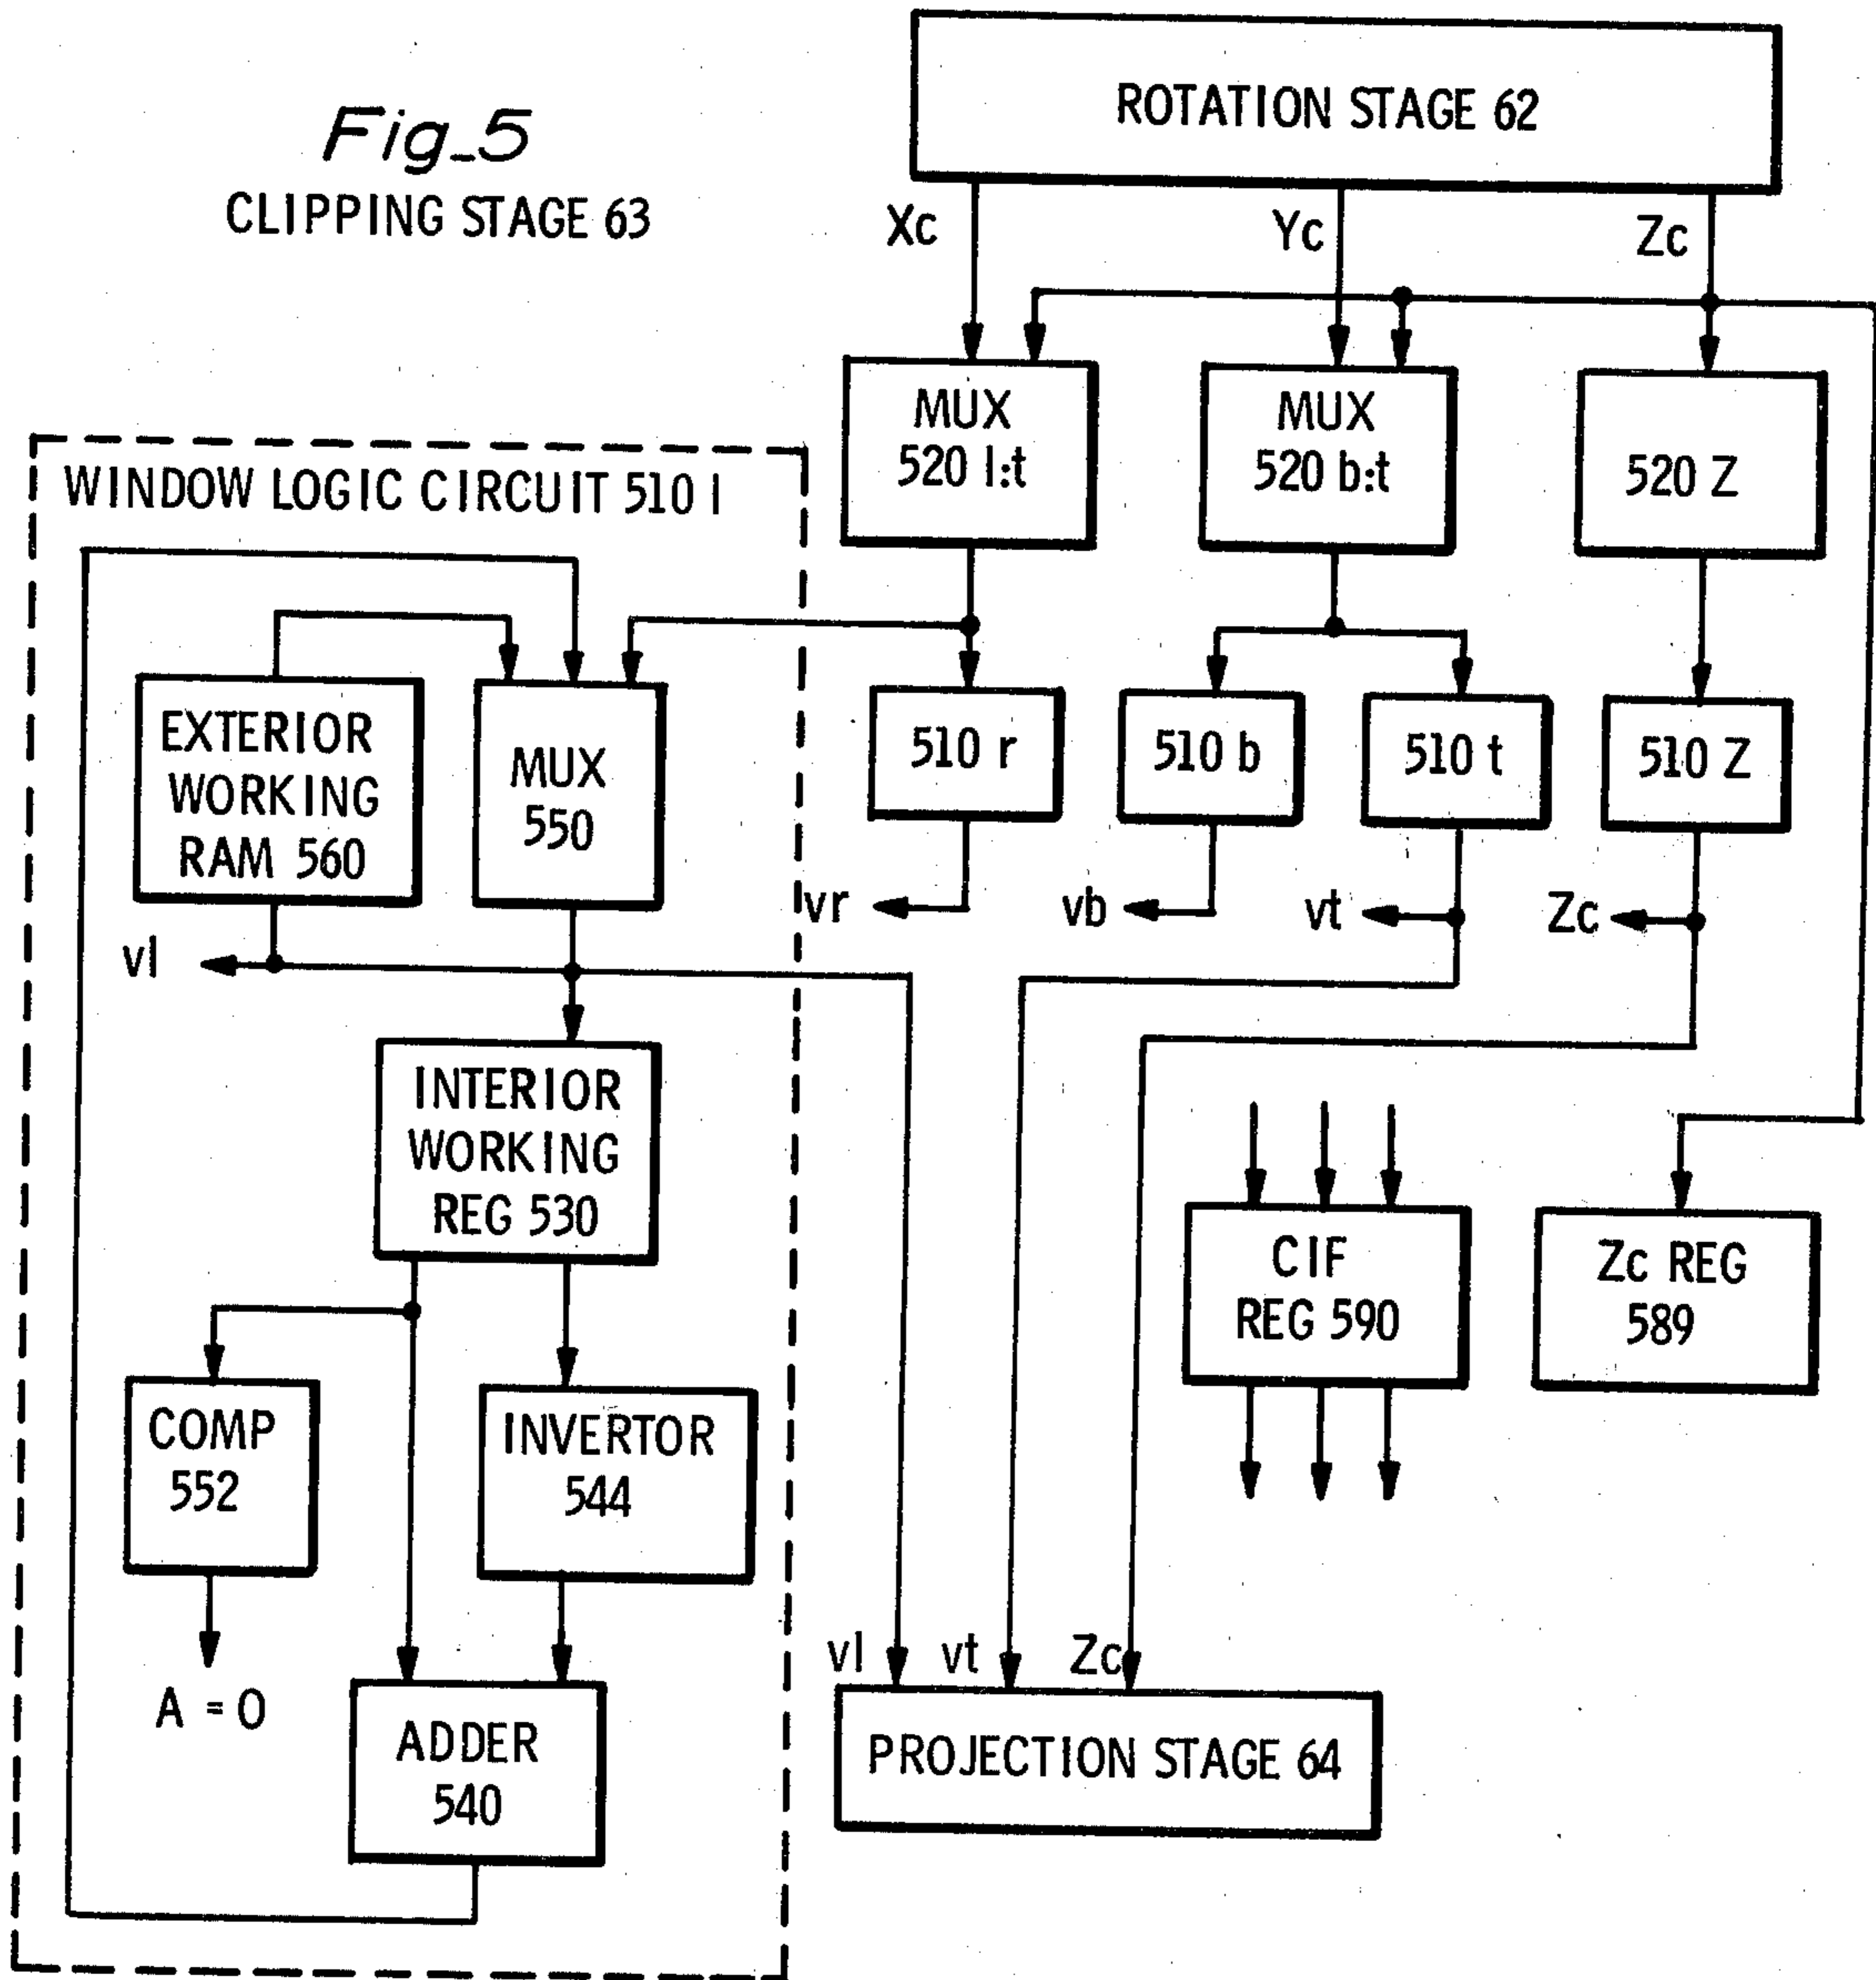 Fig_5
CLIPPING STAGE 63
ROTATION STAGE 62
Xc
Yc
Zc
MUX
520 l:t
MUX
520 b:t
520 Z
WINDOW LOGIC CIRCUIT 510 l
EXTERIOR
WORKING
RAM 560
MUX
550
510 r
510 b
510 t
510 Z
vl
vr
vb
vt
Zc
INTERIOR
WORKING
REG 530
CIF
REG 590
Zc REG
589
COMP
552
INVERTOR
544
A = 0
ADDER
540
vl
vt
Zc
PROJECTION STAGE 64